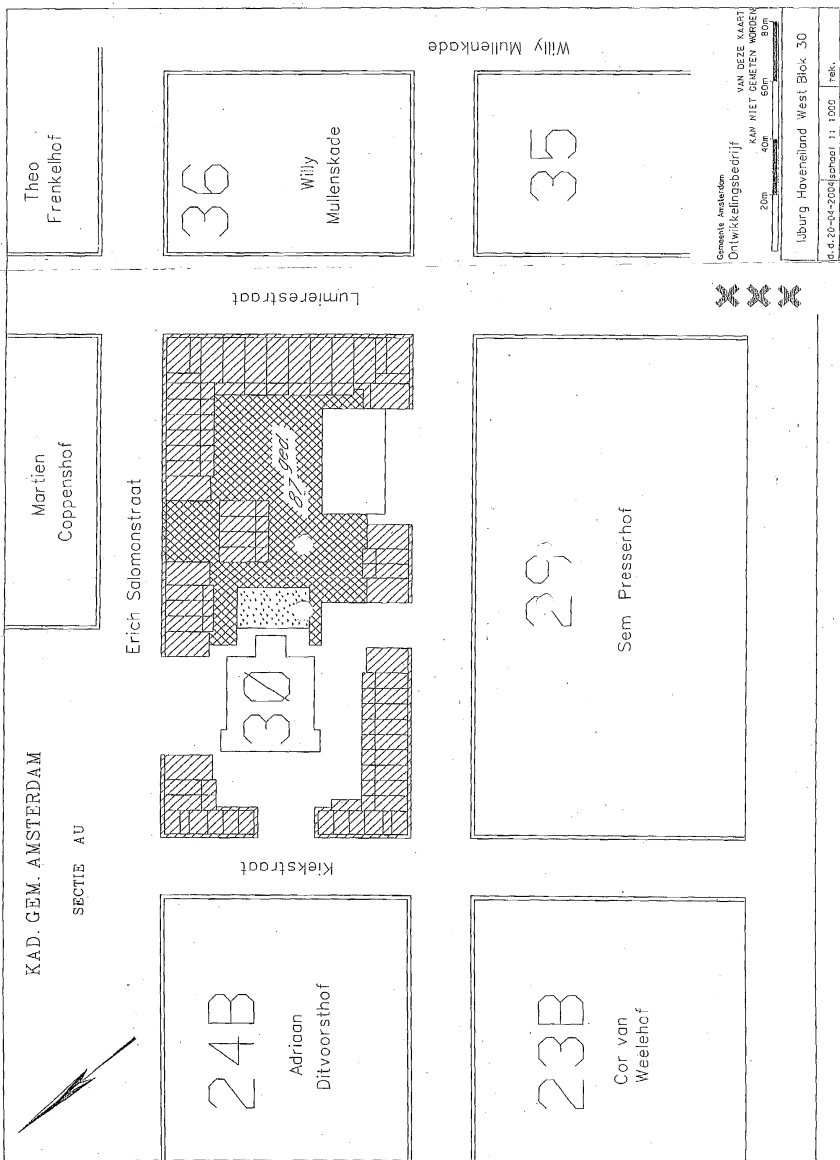 KAD. GEM. AMSTERDAM
SECTIE AU
Martien
Coppenshof
Theo
Frenkelhof
Erich Salomonstraat
24B
Adriaan
Ditvoorsthof
Kiekstraat
30
87 ged.
Lumierestraat
36
Willy
Mullenskade
Willy Mullenkade
23B
Cor van
Weelehof
29
Sem Presserhof
35
Gemeente Amsterdam
Ontwikkelingsbedrijf
VAN DEZE KAART
KAN NIET GEMETEN WORDEN
20m 40m 60m 80m
IJburg Haveneiland West Blok 30
d.d. 20-04-2004 schaal 1: 1000 tek.